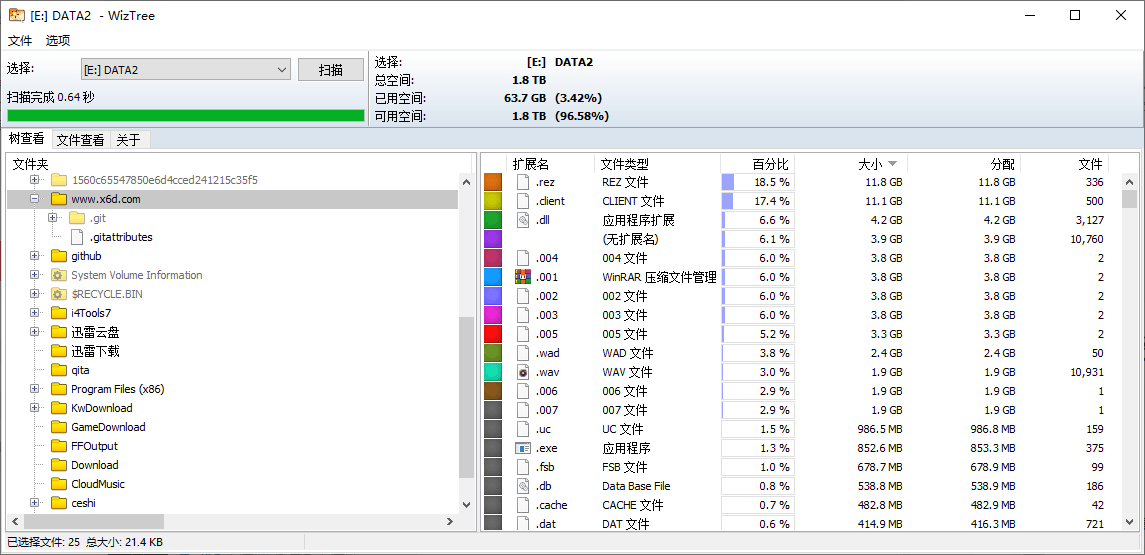 [E:] DATA2 - WizTree
文件 选项
选择: [E:] DATA2 扫描
扫描完成 0.64 秒
选择: [E:] DATA2
总空间: 1.8 TB
已用空间: 63.7 GB (3.42%)
可用空间: 1.8 TB (96.58%)
树查看 文件查看 关于
文件夹
1560c65547850e6d4cced241215c35f5
www.x6d.com
.git
.gitattributes
github
System Volume Information
$RECYCLE.BIN
i4Tools7
迅雷云盘
迅雷下载
qita
Program Files (x86)
KwDownload
GameDownload
FFOutput
Download
CloudMusic
ceshi
扩展名 文件类型 百分比 大小 分配 文件
.rez REZ 文件 18.5 % 11.8 GB 11.8 GB 336
.client CLIENT 文件 17.4 % 11.1 GB 11.1 GB 500
.dll 应用程序扩展 6.6 % 4.2 GB 4.2 GB 3,127
(无扩展名) 6.1 % 3.9 GB 3.9 GB 10,760
.004 004 文件 6.0 % 3.8 GB 3.8 GB 2
.001 WinRAR 压缩文件管理 6.0 % 3.8 GB 3.8 GB 2
.002 002 文件 6.0 % 3.8 GB 3.8 GB 2
.003 003 文件 6.0 % 3.8 GB 3.8 GB 2
.005 005 文件 5.2 % 3.3 GB 3.3 GB 2
.wad WAD 文件 3.8 % 2.4 GB 2.4 GB 50
.wav WAV 文件 3.0 % 1.9 GB 1.9 GB 10,931
.006 006 文件 2.9 % 1.9 GB 1.9 GB 1
.007 007 文件 2.9 % 1.9 GB 1.9 GB 1
.uc UC 文件 1.5 % 986.5 MB 986.8 MB 159
.exe 应用程序 1.3 % 852.6 MB 853.3 MB 375
.fsb FSB 文件 1.0 % 678.7 MB 678.9 MB 99
.db Data Base File 0.8 % 538.8 MB 538.9 MB 186
.cache CACHE 文件 0.7 % 482.8 MB 482.9 MB 42
.dat DAT 文件 0.6 % 414.9 MB 416.3 MB 721
已选择文件: 25 总大小: 21.4 KB